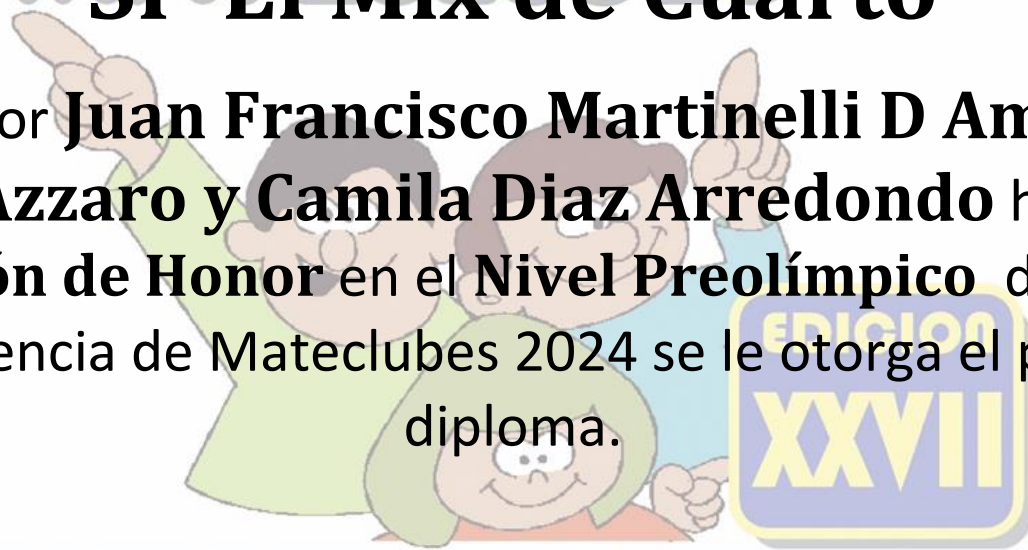 SI El Mix de Cuarto
or Juan Francisco Martinelli D Am
Azzaro y Camila Diaz Arredondo h
ón de Honor en el Nivel Preolímpico d
encia de Mateclubes 2024 se le otorga el p
diploma.
EDICION
XXVII